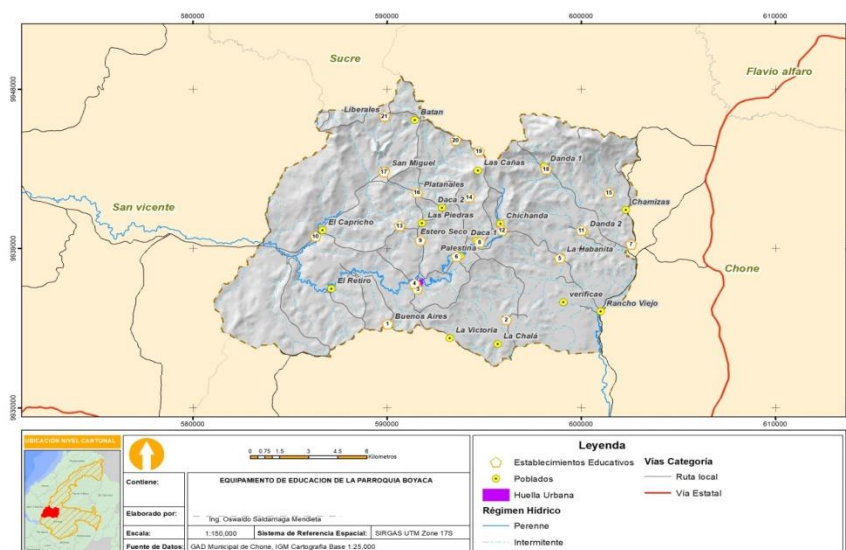 580000 590000 600000 610000
Sucre
Flavio alfaro
9948000
Liberales
21
Batan
20
19
San Miguel
17
Las Cañas
Danda 1
18
Platanales
16
15
14
Daca 2
Chamizas
San vicente
El Capricho
10
Las Piedras
13
Chichanda
12
Danda 2
11
Estero Seco
9
Daca 1
8
7
9939000
Palestina
6
La Habanita
5
Chone
El Retiro
4
3
verificae
Rancho Viejo
Buenos Aires
1
2
La Victoria
La Chalá
9930000
580000 590000 600000 610000
UBICACIÓN NIVEL CANTONAL
0 0.75 1.5 3 4.5 6
Kilometros
Contiene:
EQUIPAMIENTO DE EDUCACION DE LA PARROQUIA BOYACA
Elaborado por:
Ing. Oswaldo Saldarriaga Mendieta
Escala: 1:150,000 Sistema de Referencia Espacial: SIRGAS UTM Zone 17S
Fuente de Datos: GAD Municipal de Chone, IGM Cartografia Base 1:25,000
Leyenda
Establecimientos Educativos
Poblados
Huella Urbana
Régimen Hídrico
Perenne
Intermitente
Vías Categoría
Ruta local
Via Estatal